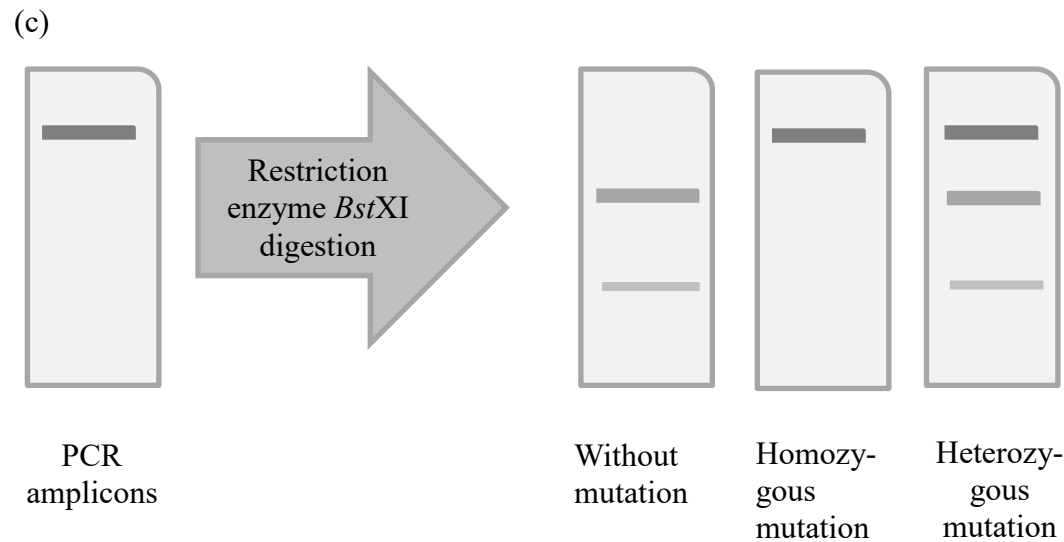 (c)
Restriction
enzyme BstXI
digestion
PCR
amplicons
Without
mutation
Homozy-
gous
mutation
Heterozy-
gous
mutation